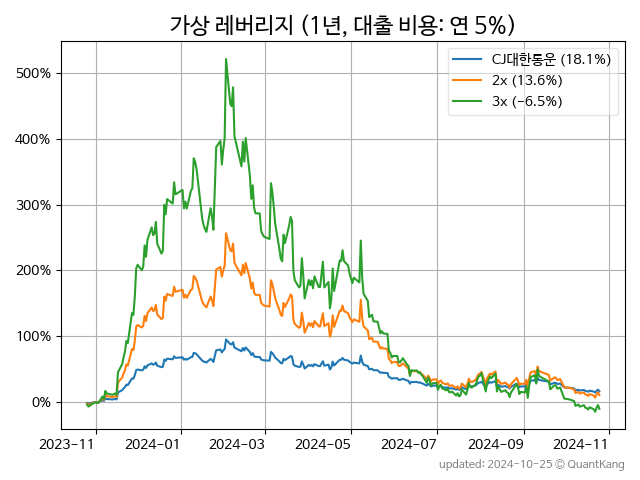 가상 레버리지 (1년, 대출 비용: 연 5%)
CJ대한통운 (18.1%)
2x (13.6%)
3x (-6.5%)
500%
400%
300%
200%
100%
0%
2023-11
2024-01
2024-03
2024-05
2024-07
2024-09
2024-11
updated: 2024-10-25 © QuantKang